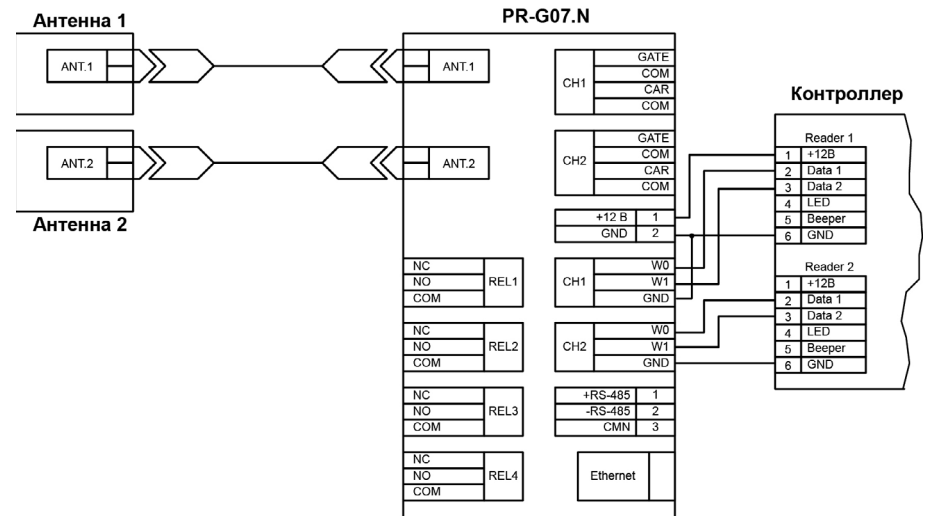 Антенна 1
ANT.1
ANT.2
Антенна 2
PR-G07.N
ANT.1
ANT.2
CH1
GATE
COM
CAR
COM
CH2
GATE
COM
CAR
COM
+12 В 1
GND 2
CH1
W0
W1
GND
CH2
W0
W1
GND
+RS-485 1
-RS-485 2
CMN 3
Ethernet
NC
NO
COM
REL1
NC
NO
COM
REL2
NC
NO
COM
REL3
NC
NO
COM
REL4
Контроллер
Reader 1
1 +12В
2 Data 1
3 Data 2
4 LED
5 Beeper
6 GND
Reader 2
1 +12В
2 Data 1
3 Data 2
4 LED
5 Beeper
6 GND